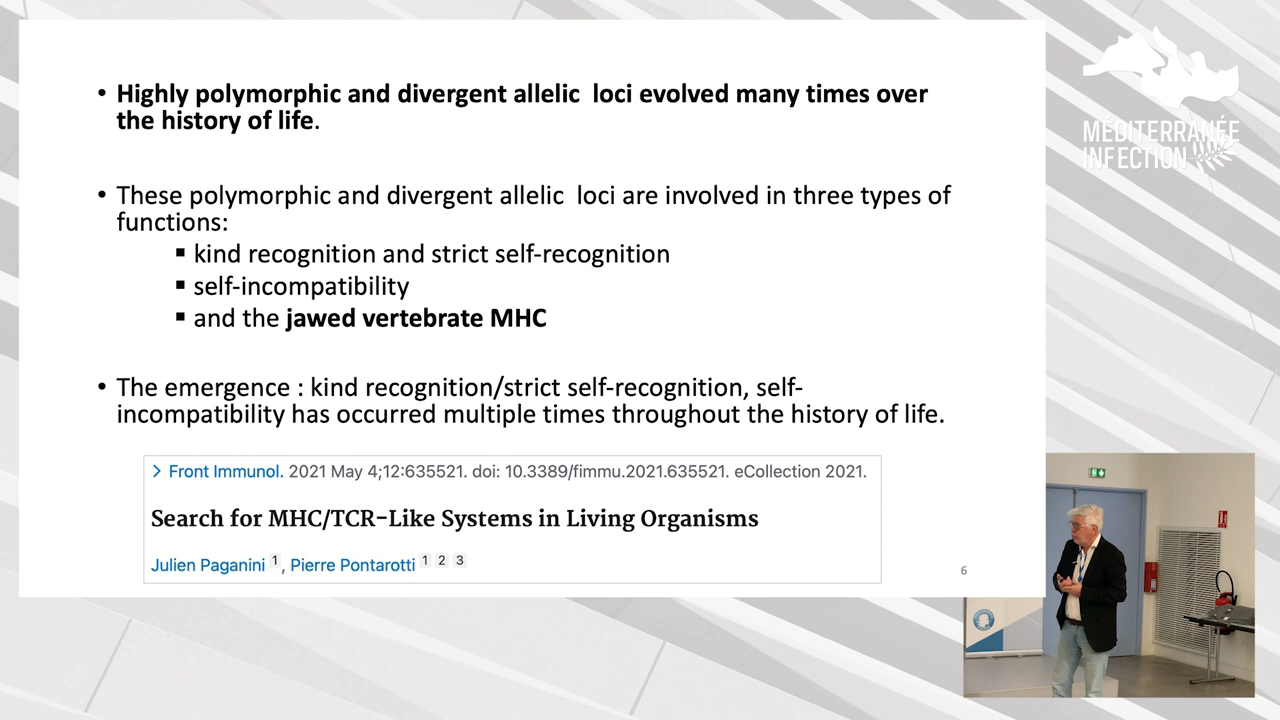 • Highly polymorphic and divergent allelic loci evolved many times over
the history of life.
• These polymorphic and divergent allelic loci are involved in three types of
functions:
▪ kind recognition and strict self-recognition
▪ self-incompatibility
▪ and the jawed vertebrate MHC
• The emergence : kind recognition/strict self-recognition, self-
incompatibility has occurred multiple times throughout the history of life.
> Front Immunol. 2021 May 4;12:635521. doi: 10.3389/fimmu.2021.635521. eCollection 2021.
Search for MHC/TCR-Like Systems in Living Organisms
Julien Paganini 1, Pierre Pontarotti 1 2 3
6
MÉDITERRANÉE
INFECTION